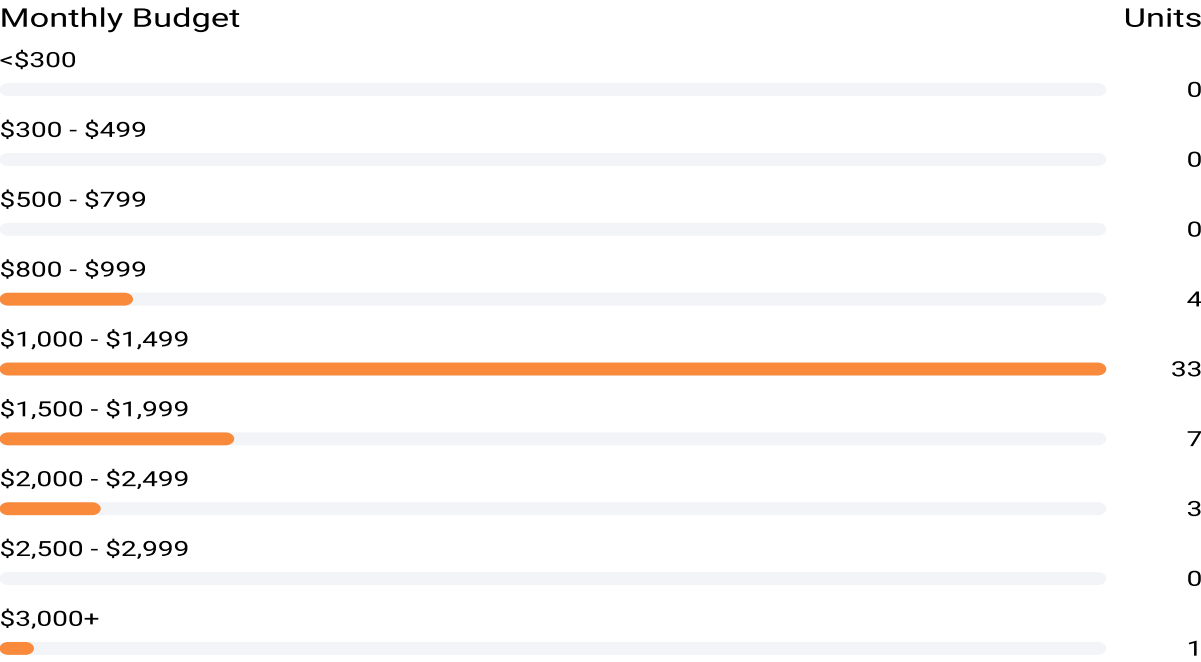 Monthly Budget Units
<$300
0
$300 - $499
0
$500 - $799
0
$800 - $999
4
$1,000 - $1,499
33
$1,500 - $1,999
7
$2,000 - $2,499
3
$2,500 - $2,999
0
$3,000+
1